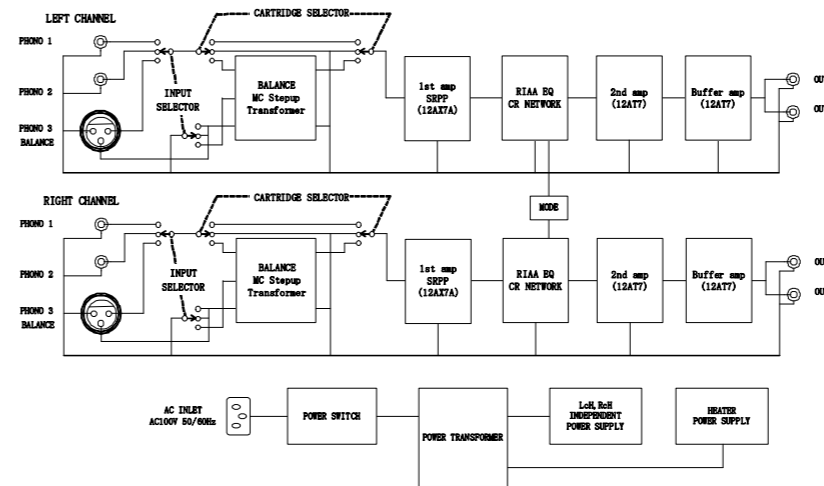 LEFT CHANNEL
CARTRIDGE SELECTOR
PHONO 1
PHONO 2
PHONO 3
BALANCE
INPUT
SELECTOR
BALANCE
MC Stepup
Transformer
1st amp
SRPP
(12AX7A)
RIAA EQ
CR NETWORK
2nd amp
(12AT7)
Buffer amp
(12AT7)
OU
OU
RIGHT CHANNEL
CARTRIDGE SELECTOR
MODE
PHONO 1
PHONO 2
PHONO 3
BALANCE
INPUT
SELECTOR
BALANCE
MC Stepup
Transformer
1st amp
SRPP
(12AX7A)
RIAA EQ
CR NETWORK
2nd amp
(12AT7)
Buffer amp
(12AT7)
OU
OU
AC INLET
AC100V 50/60Hz
POWER SWITCH
POWER TRANSFORMER
LcH, RcH
INDEPENDENT
POWER SUPPLY
HEATER
POWER SUPPLY